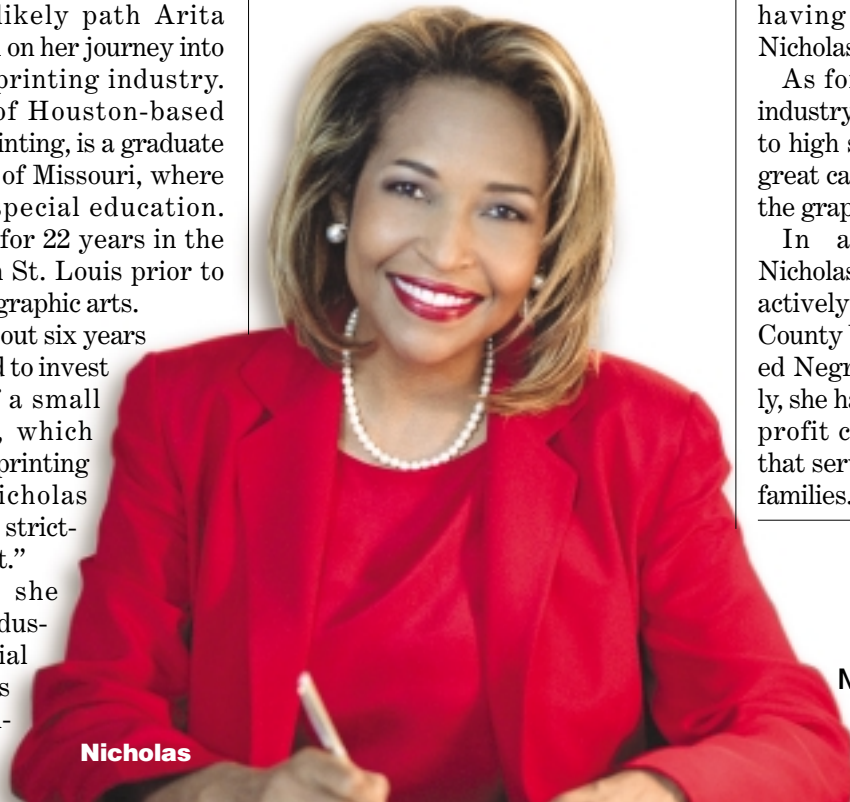 likely path Arita
on her journey into
printing industry.
of Houston-based
inting, is a graduate
of Missouri, where
special education.
for 22 years in the
n St. Louis prior to
graphic arts.
out six years
d to invest
a small
, which
printing
icholas
strict-
t.”
she
dus-
ial
s
-
Nicholas
having
Nicholas
As fo
industry
to high s
great ca
the grap
In a
Nicholas
actively
County
ed Negr
ly, she ha
profit c
that serv
families.
N